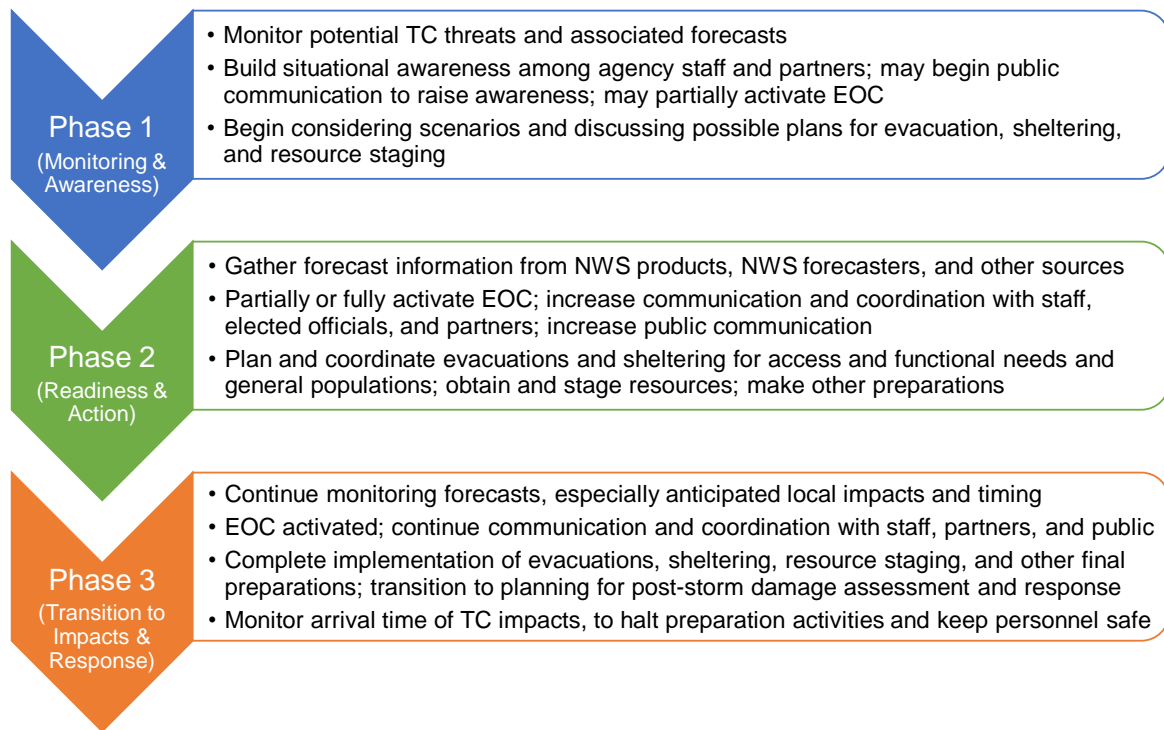 Phase 1
(Monitoring &
Awareness)
• Monitor potential TC threats and associated forecasts
• Build situational awareness among agency staff and partners; may begin public
communication to raise awareness; may partially activate EOC
• Begin considering scenarios and discussing possible plans for evacuation, sheltering,
and resource staging
Phase 2
(Readiness &
Action)
• Gather forecast information from NWS products, NWS forecasters, and other sources
• Partially or fully activate EOC; increase communication and coordination with staff,
elected officials, and partners; increase public communication
• Plan and coordinate evacuations and sheltering for access and functional needs and
general populations; obtain and stage resources; make other preparations
Phase 3
(Transition to
Impacts &
Response)
• Continue monitoring forecasts, especially anticipated local impacts and timing
• EOC activated; continue communication and coordination with staff, partners, and public
• Complete implementation of evacuations, sheltering, resource staging, and other final
preparations; transition to planning for post-storm damage assessment and response
• Monitor arrival time of TC impacts, to halt preparation activities and keep personnel safe